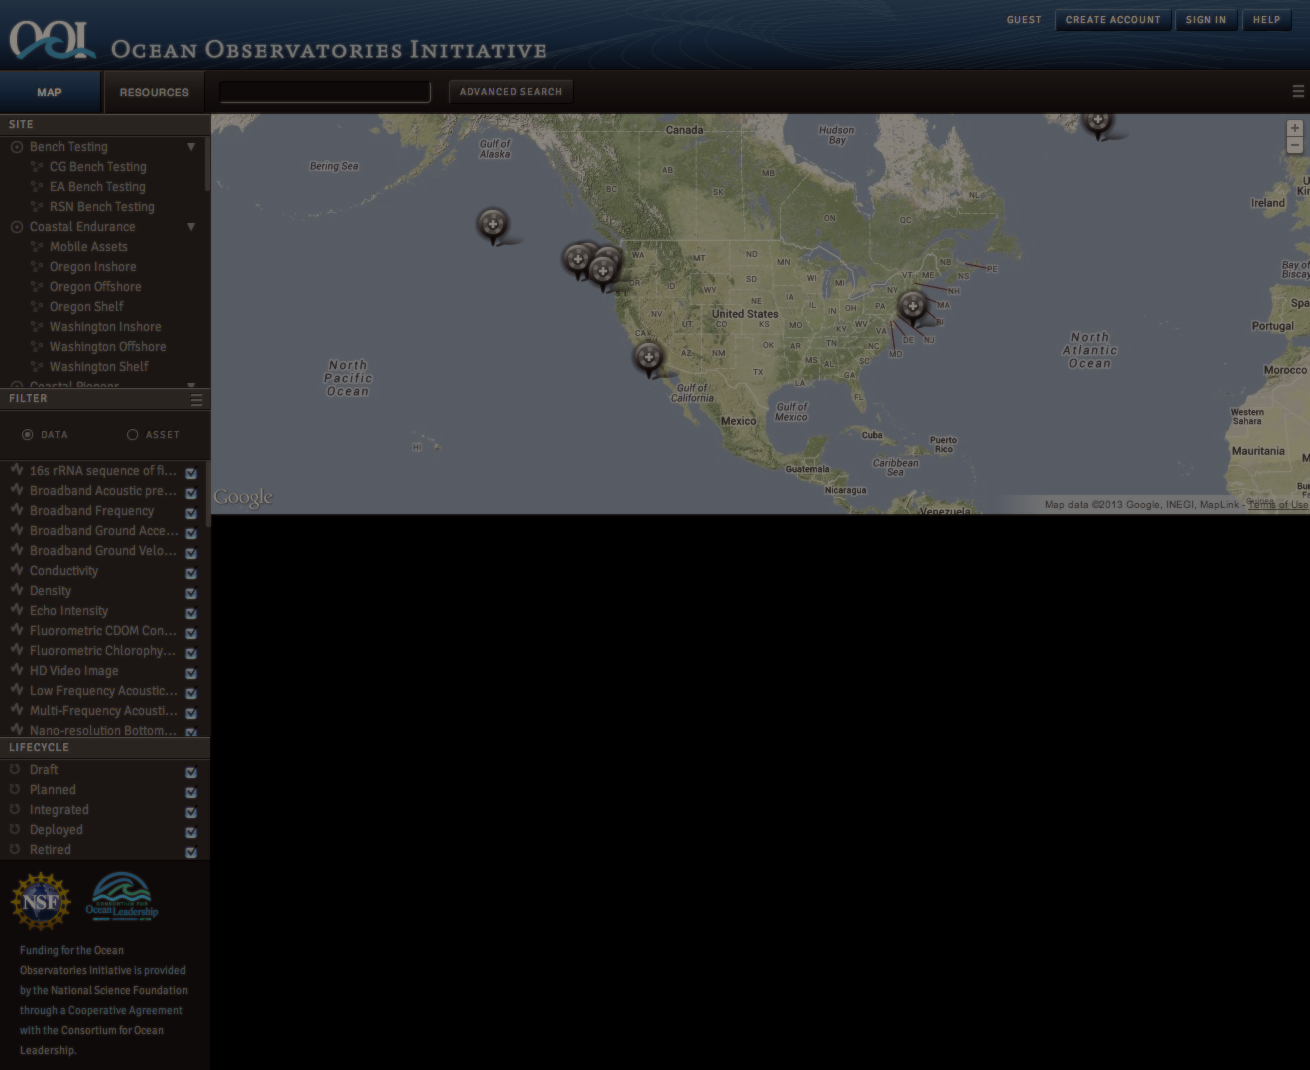 OOI OCEAN OBSERVATORIES INITIATIVE
GUEST CREATE ACCOUNT SIGN IN HELP
MAP RESOURCES ADVANCED SEARCH
SITE
Bench Testing
CG Bench Testing
EA Bench Testing
RSN Bench Testing
Coastal Endurance
Mobile Assets
Oregon Inshore
Oregon Offshore
Oregon Shelf
Washington Inshore
Washington Offshore
Washington Shelf
Coastal Pioneer
FILTER
DATA ASSET
16s rRNA sequence of fi...
Broadband Acoustic pre...
Broadband Frequency
Broadband Ground Acce...
Broadband Ground Velo...
Conductivity
Density
Echo Intensity
Fluorometric CDOM Con...
Fluorometric Chlorophy...
HD Video Image
Low Frequency Acoustic...
Multi-Frequency Acousti...
Nano-resolution Bottom...
LIFECYCLE
Draft
Planned
Integrated
Deployed
Retired
NSF
CONSORTIUM FOR
Ocean Leadership
Funding for the Ocean
Observatories Initiative is provided
by the National Science Foundation
through a Cooperative Agreement
with the Consortium for Ocean
Leadership.
Canada
Hudson
Bay
Gulf of
Alaska
Bering Sea
AB
MB
BC
SK
NL
ON
QC
Ireland
WA
MT
ND
MN
NB
PE
NS
OR
ID
SD
WI
MI
VT
ME
NH
WY
NE
IA
NY
MA
RI
NV
UT
CO
United States
KS
MO
IL
IN
OH
PA
WV
KY
VA
DE
NJ
MD
CA
AZ
NM
OK
AR
TN
NC
SC
MS
AL
GA
TX
LA
FL
North
Pacific
Ocean
North
Atlantic
Ocean
Bay of
Portugal
Morocco
Gulf of
California
Gulf of
Mexico
Mexico
Western
Sahara
HI
Cuba
Puerto
Rico
Mauritania
Guatemala
Caribbean
Sea
Nicaragua
Venezuela
Google
Map data ©2013 Google, INEGI, MapLink - Terms of Use